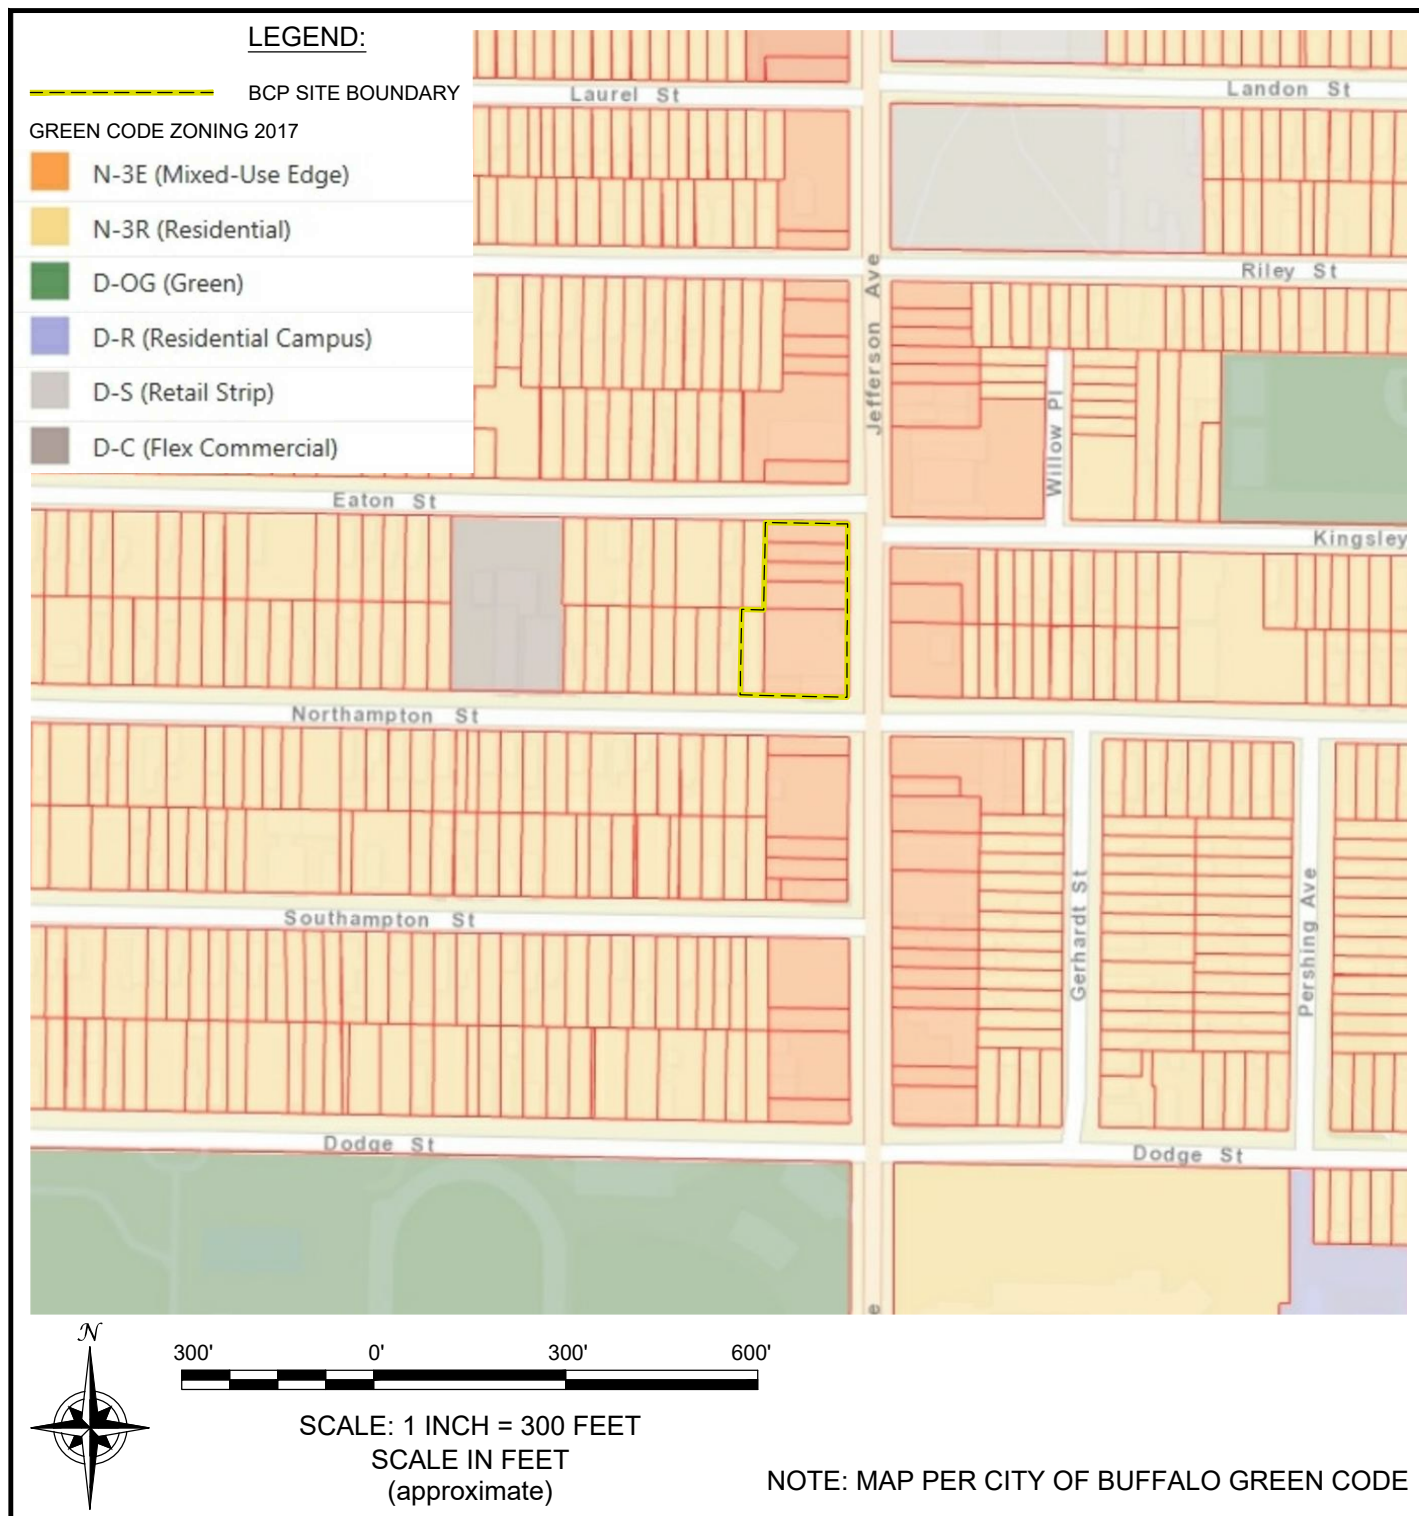 LEGEND:
BCP SITE BOUNDARY
GREEN CODE ZONING 2017
N-3E (Mixed-Use Edge)
N-3R (Residential)
D-OG (Green)
D-R (Residential Campus)
D-S (Retail Strip)
D-C (Flex Commercial)
Laurel St
Landon St
Riley St
Jefferson Ave
Willow Pl
Eaton St
Kingsley
Northampton St
Southampton St
Gerhardt St
Pershing Ave
Dodge St
Dodge St
e
N
300' 0' 300' 600'
SCALE: 1 INCH = 300 FEET
SCALE IN FEET
(approximate)
NOTE: MAP PER CITY OF BUFFALO GREEN CODE